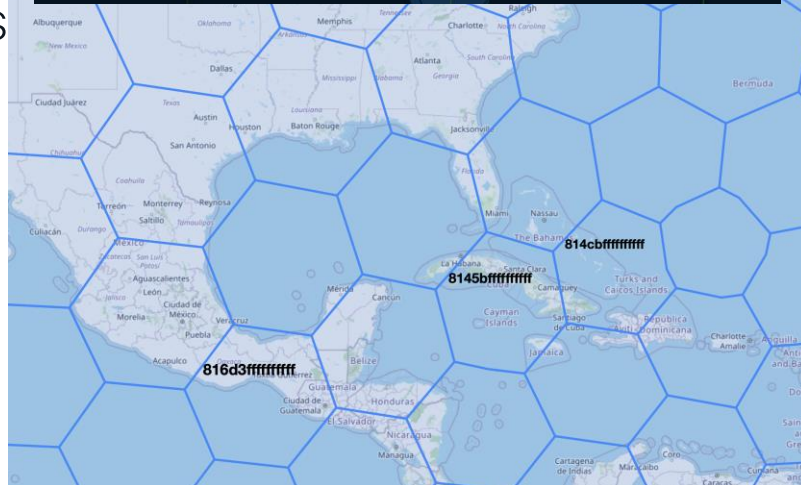 S
Albuquerque
New Mexico
Oklahoma
Memphis
Tennessee
Charlotte
Raleigh
North Carolina
Arkansas
Dallas
Atlanta
South Carolina
Mississippi
Alabama
Georgia
Bermuda
Ciudad Juárez
Texas
Louisiana
Austin
Houston
Baton Rouge
Jacksonville
San Antonio
Chihuahua
Florida
Coahuila
Torreón
Monterrey
Reynosa
Saltillo
Tamaulipas
Miami
Nassau
Culiacán
Durango
México
The Bahamas
814cbffffffffff
Zacatecas
San Luis
Potosí
La Habana
Santa Clara
8145bffffffffff
Cuba
Camagüey
Turks and
Caicos Islands
Aguascalientes
León
Jalisco
Mérida
Cancun
Morelia
Ciudad de
México
Veracruz
Puebla
Cayman
Islands
Santiago
de Cuba
República
Dominicana
Jamaica
Charlotte
Amalie
Anguilla
Acapulco
Oaxaca
816d3ffffffffff
Belize
Guatemala
Ciudad de
Guatemala
Honduras
El Salvador
Nicaragua
Managua
Cartagena
de Indias
Maracaibo
Coro
Caracas
Cumaná